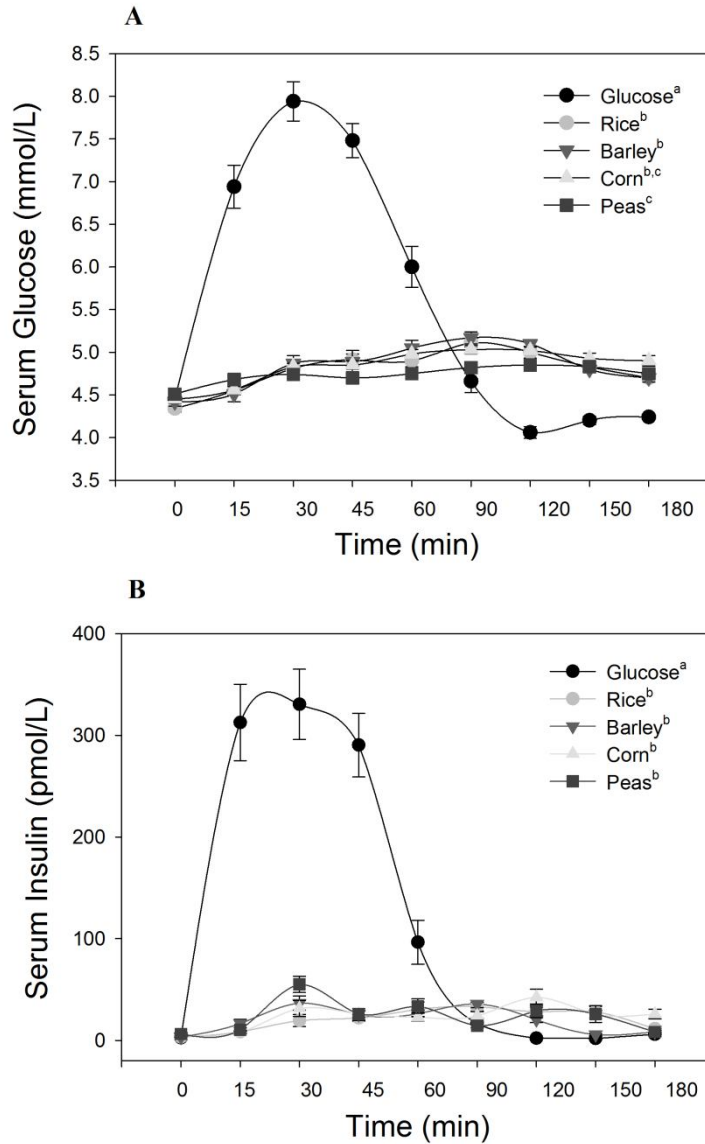 A
8.5
8.0
7.5
7.0
6.5
6.0
5.5
5.0
4.5
4.0
3.5
Serum Glucose (mmol/L)
Glucose^a
Rice^b
Barley^b
Corn^b,c
Peas^c
0 15 30 45 60 90 120 150 180
Time (min)
B
400
300
200
100
0
Serum Insulin (pmol/L)
Glucose^a
Rice^b
Barley^b
Corn^b
Peas^b
0 15 30 45 60 90 120 150 180
Time (min)